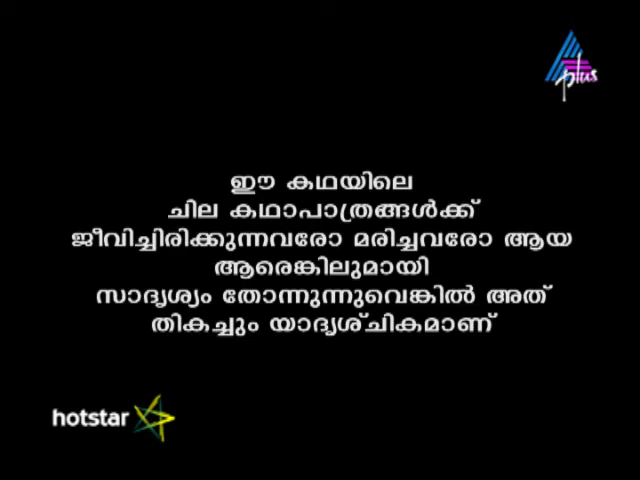 plus
ഈ കഥയിലെ
ചില കഥാപാത്രങ്ങൾക്ക്
ജീവിച്ചിരിക്കുന്നവരോ മരിച്ചവരോ ആയ
ആരെങ്കിലുമായി
സാദൃശ്യം തോന്നുന്നുവെങ്കിൽ അത്
തികച്ചും യാദൃശ്ചികമാണ്
hotstar